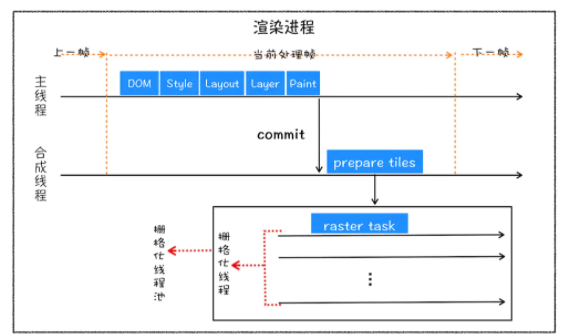 渲染进程
上一帧
当前处理帧
下一帧
主线程
DOM
Style
Layout
Layer
Paint
commit
合成线程
prepare tiles
raster task
栅格化线程池
栅格化线程